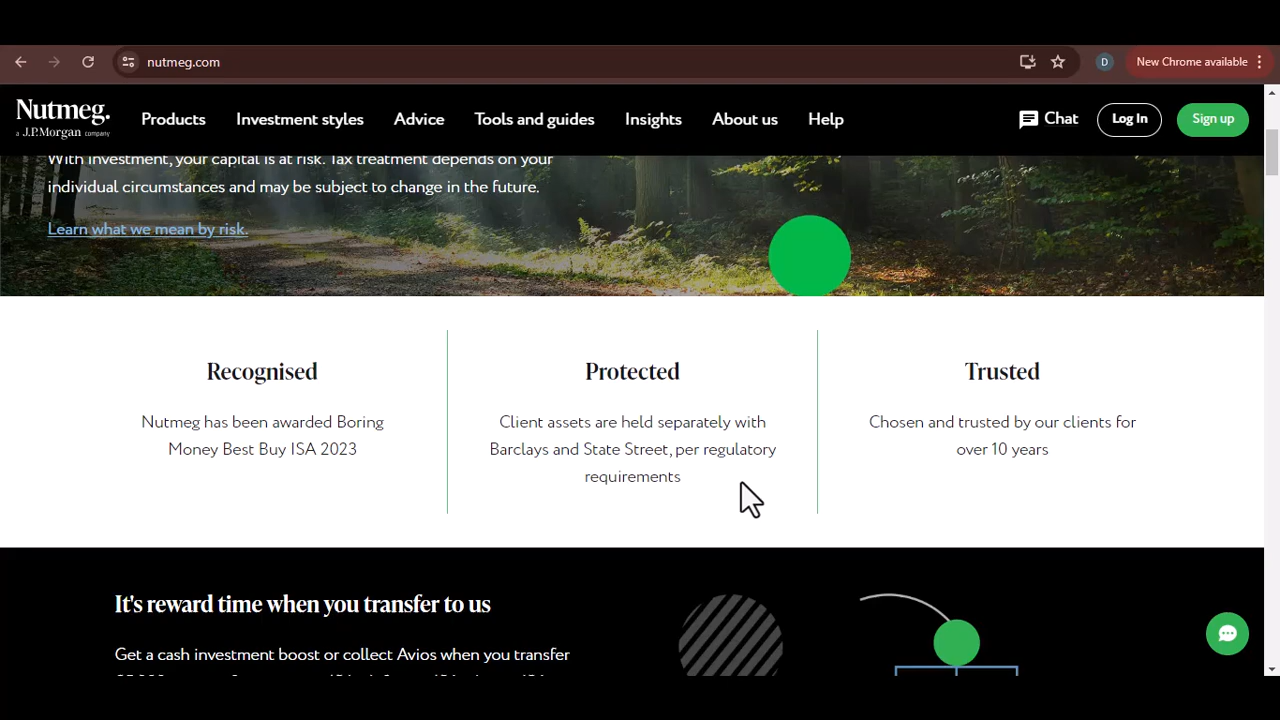 nutmeg.com
New Chrome available
D
Nutmeg.
a J.P.Morgan company
Products
Investment styles
Advice
Tools and guides
Insights
About us
Help
Chat
Log In
Sign up
With investment, your capital is at risk. Tax treatment depends on your
individual circumstances and may be subject to change in the future.
Learn what we mean by risk.
Recognised
Nutmeg has been awarded Boring
Money Best Buy ISA 2023
Protected
Client assets are held separately with
Barclays and State Street, per regulatory
requirements
Trusted
Chosen and trusted by our clients for
over 10 years
It's reward time when you transfer to us
Get a cash investment boost or collect Avios when you transfer